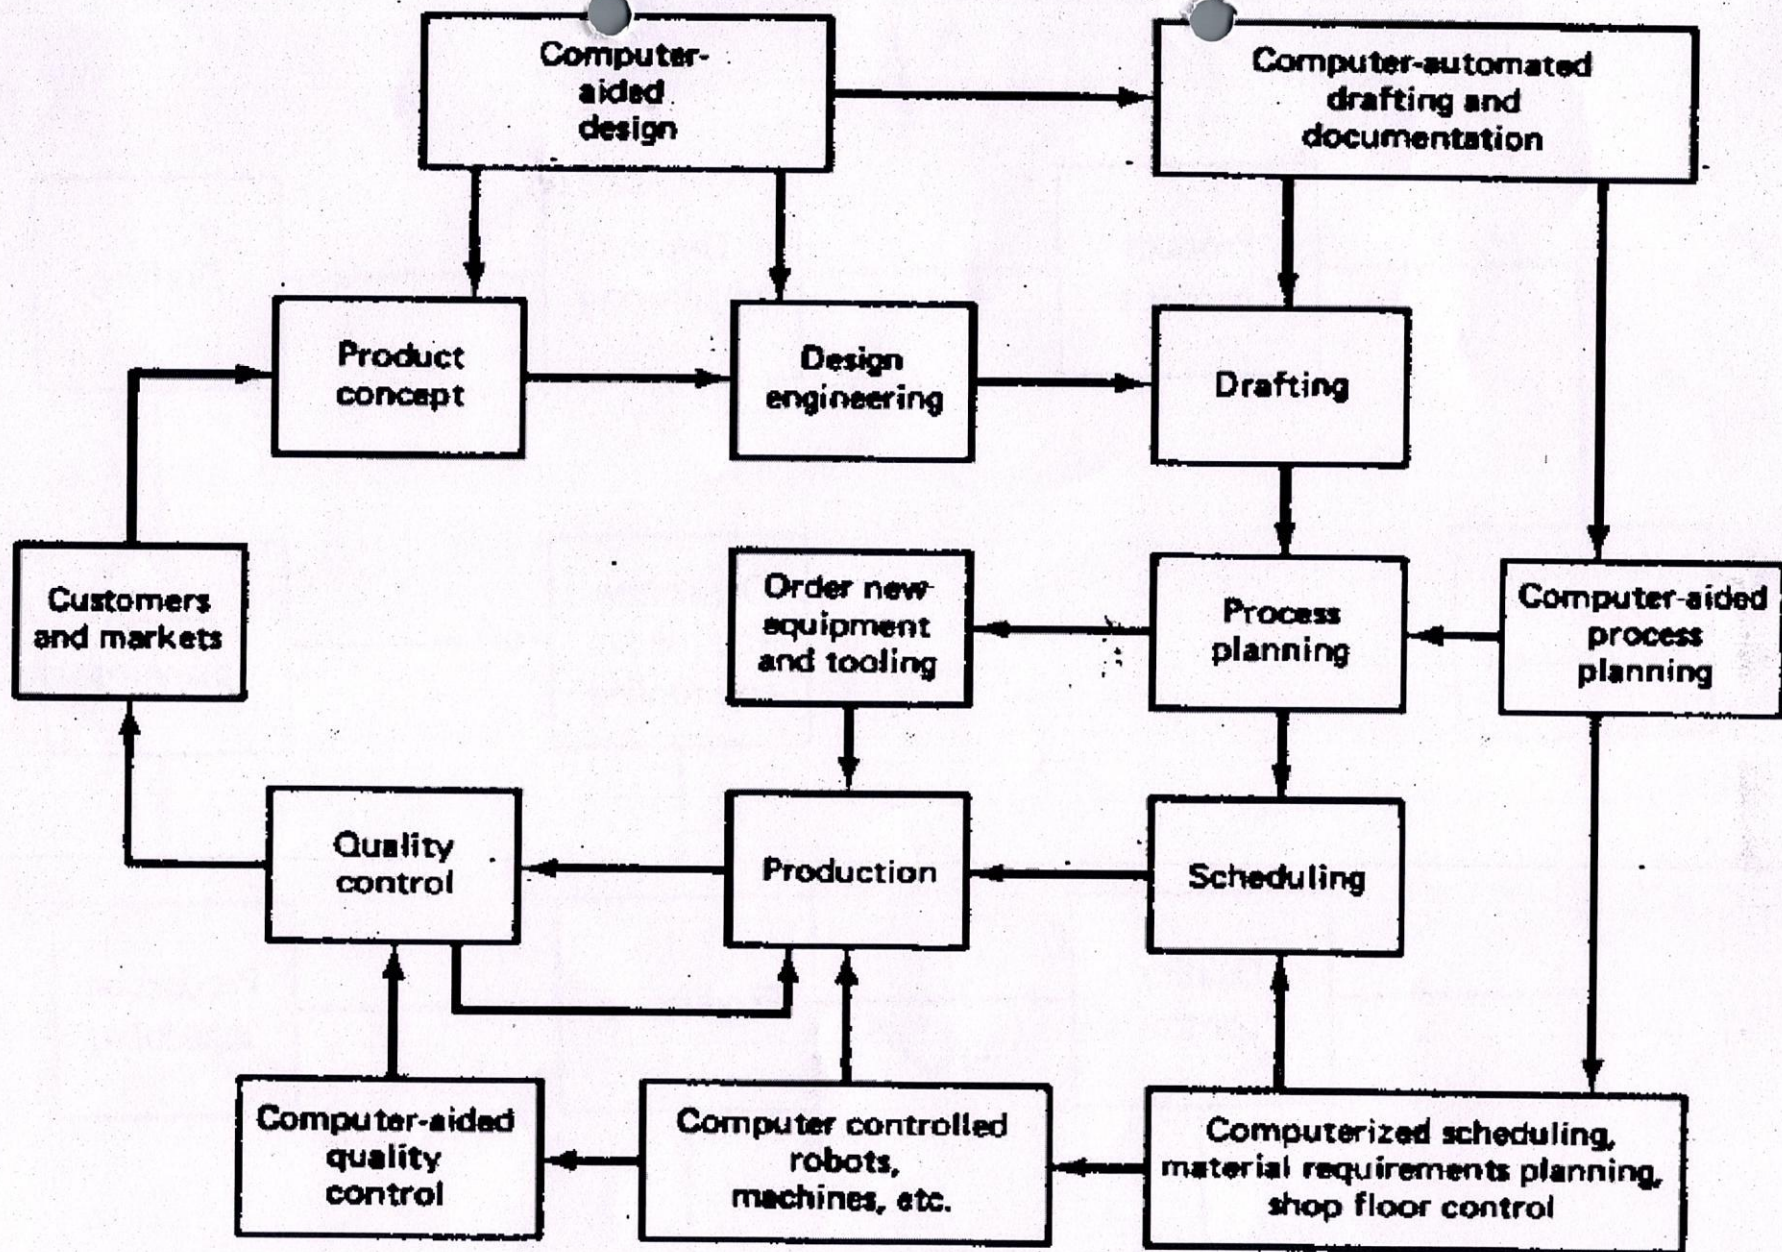 Computer-
aided
design
Computer-automated
drafting and
documentation
Product
concept
Design
engineering
Drafting
Customers
and markets
Order new
equipment
and tooling
Process
planning
Computer-aided
process
planning
Quality
control
Production
Scheduling
Computer-aided
quality
control
Computer controlled
robots,
machines, etc.
Computerized scheduling,
material requirements planning,
shop floor control